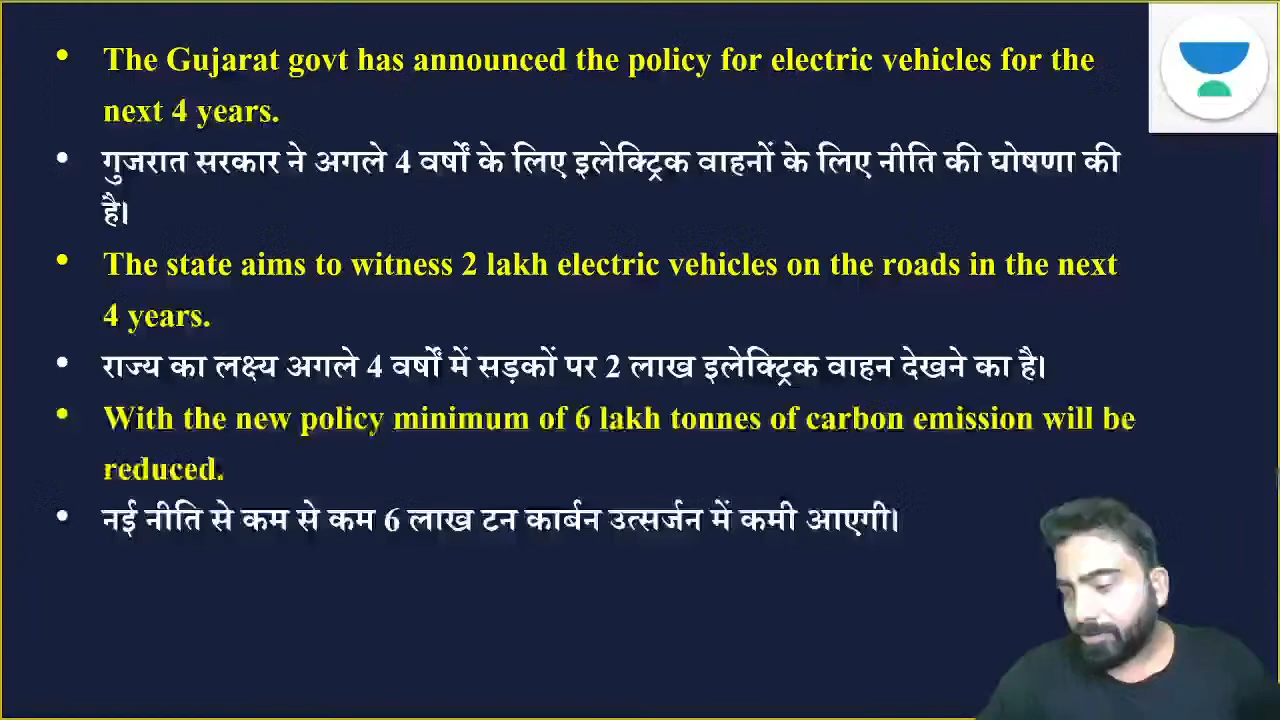 The Gujarat govt has announced the policy for electric vehicles for the
next 4 years.
गुजरात सरकार ने अगले 4 वर्षों के लिए इलेक्ट्रिक वाहनों के लिए नीति की घोषणा की
है।
The state aims to witness 2 lakh electric vehicles on the roads in the next
4 years.
राज्य का लक्ष्य अगले 4 वर्षों में सड़कों पर 2 लाख इलेक्ट्रिक वाहन देखने का है।
With the new policy minimum of 6 lakh tonnes of carbon emission will be
reduced.
नई नीति से कम से कम 6 लाख टन कार्बन उत्सर्जन में कमी आएगी।